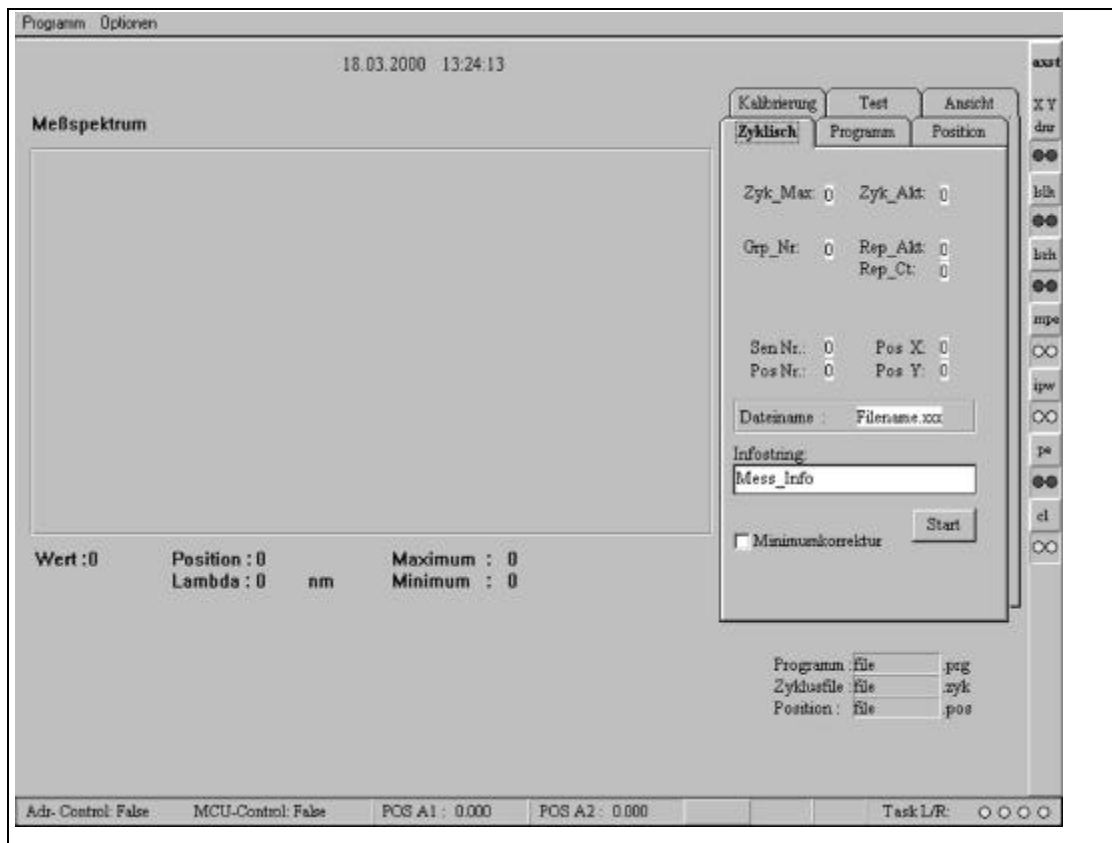 Programm Optionen
18.03.2000 13:24:13
Meßspektrum
Kalibrierung Test Ansicht
Zyklisch Programm Position
Zyk_Max: 0 Zyk_Akt: 0
Grp_Nr: 0 Rep_Akt: 0
Rep_Ct: 0
Sen Nr.: 0 Pos X: 0
Pos Nr.: 0 Pos Y: 0
Dateiname : Filename.xxx
Infostring:
Mess_Info
Start
Minimumkorrektur
Wert :0 Position : 0 Maximum : 0
Lambda : 0 nm Minimum : 0
Programm : file .prg
Zyklusfile : file .zyk
Position : file .pos
axst
X Y
dnr
lslh
lsrh
mpe
ipw
pe
cl
Adr- Control: False MCU-Control: False POS A1 : 0.000 POS A2 : 0.000 Task L/R: